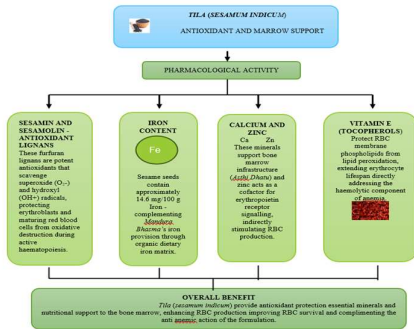 TILA (SESAMUM INDICUM)
ANTIOXIDANT AND MARROW SUPPORT
PHARMACOLOGICAL ACTIVITY
SESAMIN AND
SESAMOLIN -
ANTIOXIDANT
LIGNANS
These furfuran
lignans are potent
antioxidants that
scavenge
superoxide (O₂-)
and hydroxyl
(OH+) radicals,
protecting
erythroblasts and
maturing red blood
cells from oxidative
destruction during
active
haematopoiesis.
IRON
CONTENT
Fe
Sesame seeds
contain
approximately
14.6 mg/100 g
Iron -
complementing
Mandura
Bhasma's iron
provision through
organic dietary
iron matrix.
CALCIUM AND
ZINC
Ca Zn
These minerals
support bone
marrow
infrastructure
(Asthi Dhatu) and
zinc acts as a
cofactor for
erythropoietin
receptor
signalling,
indirectly
stimulating RBC
production.
VITAMIN E
(TOCOPHEROLS)
Protect RBC
membrane
phospholipids from
lipid peroxidation,
extending erythrocyte
lifespan directly
addressing the
haemolytic component
of anemia.
OVERALL BENEFIT
Tila (sesamum indicum) provide antioxidant protection essential minerals and
nutritional support to the bone marrow, enhancing RBC production improving RBC survival and complimenting the
anti anemic action of the formulation.